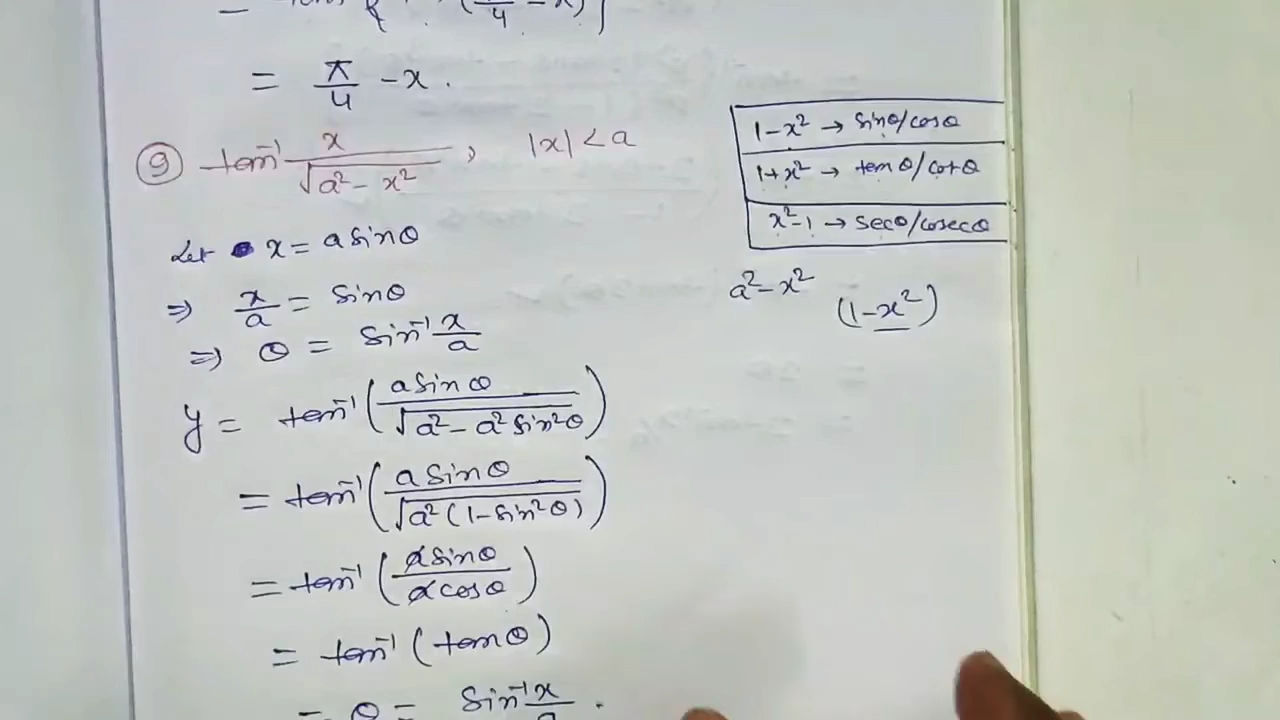 = π/4 - x .
⑨ tan⁻¹ x/√(a² - x²) , |x| < a
Let x = a sinθ
⇒ x/a = sinθ
⇒ θ = sin⁻¹ x/a
y = tan⁻¹ ( a sinθ / √(a² - a² sin²θ) )
= tan⁻¹ ( a sinθ / √(a² (1 - sin²θ)) )
= tan⁻¹ ( a sinθ / a cosθ )
= tan⁻¹ ( tanθ )
= θ = sin⁻¹ x/a .
1-x² → sinθ/cosθ
1+x² → tanθ/cotθ
x²-1 → secθ/cosecθ
a² - x² (1-x²)